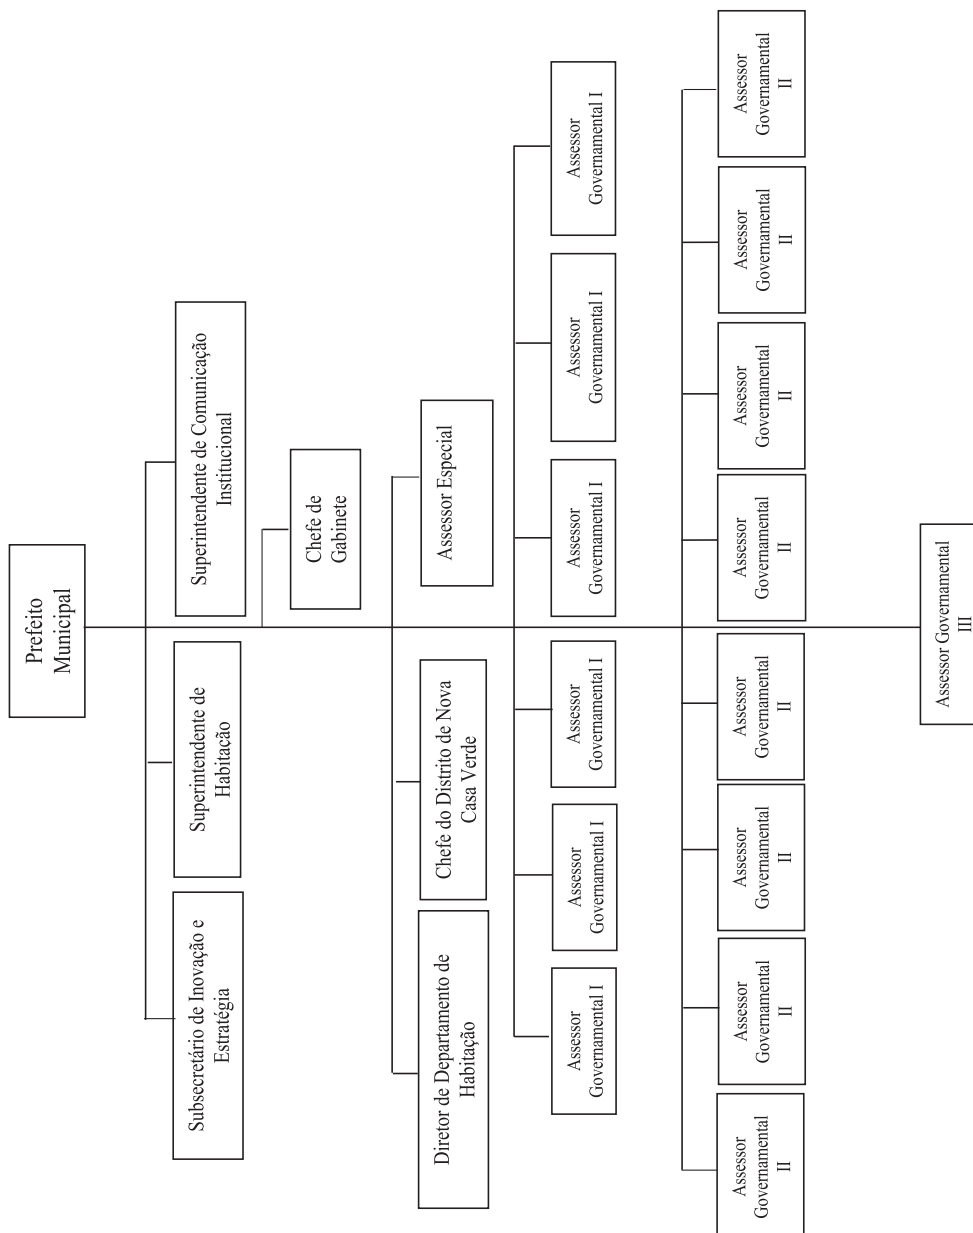 Prefeito
Municipal
Subsecretário de Inovação e
Estratégia
Superintendente de
Habitação
Superintendente de Comunicação
Institucional
Chefe de
Gabinete
Diretor de Departamento de
Habitação
Chefe do Distrito de Nova
Casa Verde
Assessor Especial
Assessor
Governamental I
Assessor
Governamental I
Assessor
Governamental I
Assessor
Governamental I
Assessor
Governamental I
Assessor
Governamental I
Assessor
Governamental
II
Assessor
Governamental
II
Assessor
Governamental
II
Assessor
Governamental
II
Assessor
Governamental
II
Assessor
Governamental
II
Assessor
Governamental
II
Assessor
Governamental
II
Assessor Governamental
III